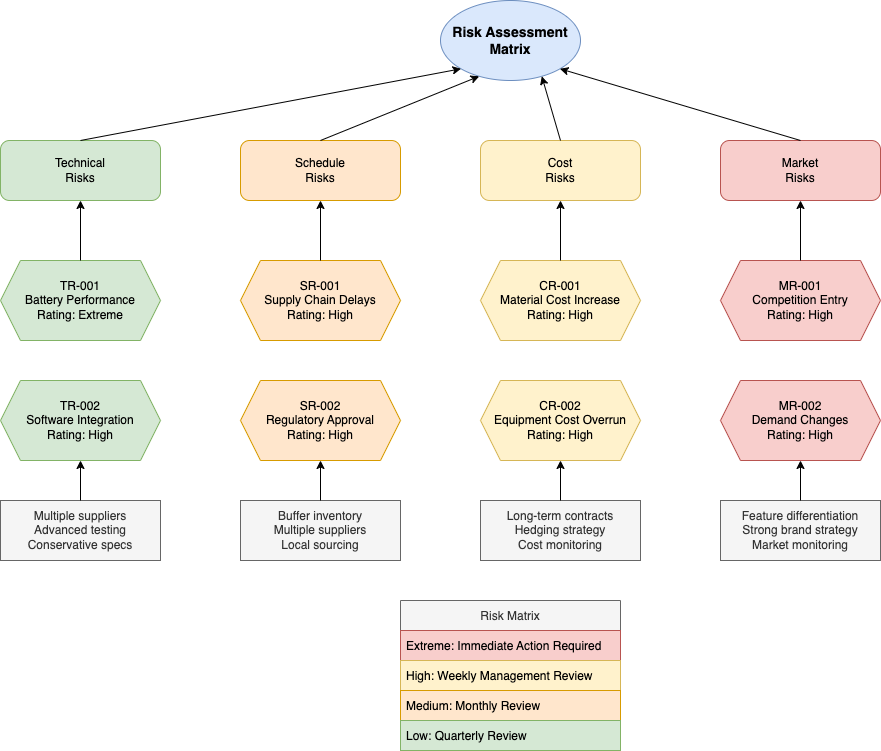 Risk Assessment
Matrix
Technical
Risks
Schedule
Risks
Cost
Risks
Market
Risks
TR-001
Battery Performance
Rating: Extreme
SR-001
Supply Chain Delays
Rating: High
CR-001
Material Cost Increase
Rating: High
MR-001
Competition Entry
Rating: High
TR-002
Software Integration
Rating: High
SR-002
Regulatory Approval
Rating: High
CR-002
Equipment Cost Overrun
Rating: High
MR-002
Demand Changes
Rating: High
Multiple suppliers
Advanced testing
Conservative specs
Buffer inventory
Multiple suppliers
Local sourcing
Long-term contracts
Hedging strategy
Cost monitoring
Feature differentiation
Strong brand strategy
Market monitoring
Risk Matrix
Extreme: Immediate Action Required
High: Weekly Management Review
Medium: Monthly Review
Low: Quarterly Review